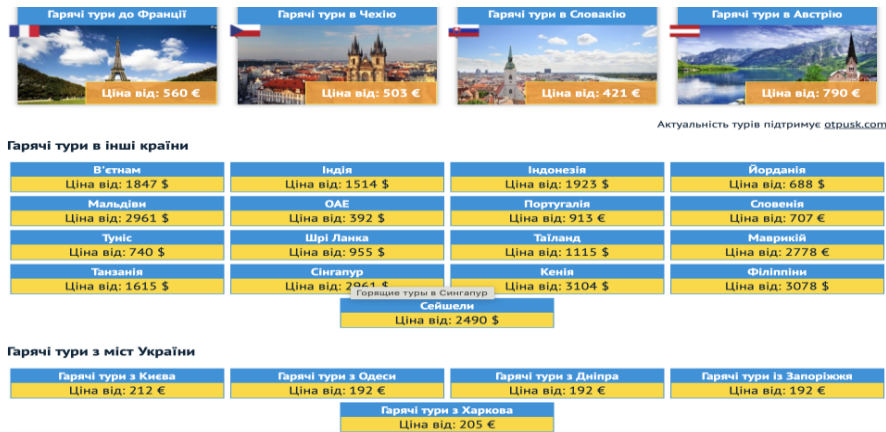 Гарячі тури до Франції
Гарячі тури в Чехію
Гарячі тури в Словакію
Гарячі тури в Австрію
Ціна від: 560 €
Ціна від: 503 €
Ціна від: 421 €
Ціна від: 790 €
Актуальність турів підтримує otpusk.com
Гарячі тури в інші країни
В'єтнам
Індія
Індонезія
Йорданія
Ціна від: 1847 $
Ціна від: 1514 $
Ціна від: 1923 $
Ціна від: 688 $
Мальдіви
ОАЕ
Португалія
Словенія
Ціна від: 2961 $
Ціна від: 392 $
Ціна від: 913 €
Ціна від: 707 €
Туніс
Шрі Ланка
Таїланд
Маврикій
Ціна від: 740 $
Ціна від: 955 $
Ціна від: 1115 $
Ціна від: 2778 €
Танзанія
Сінгапур
Кенія
Філіппіни
Ціна від: 1615 $
Ціна від: 2961 $
Ціна від: 3104 $
Ціна від: 3078 $
Горящие туры в Сингапур
Сейшели
Ціна від: 2490 $
Гарячі тури з міст України
Гарячі тури з Києва
Гарячі тури з Одеси
Гарячі тури з Дніпра
Гарячі тури із Запоріжжя
Ціна від: 212 €
Ціна від: 192 €
Ціна від: 192 €
Ціна від: 192 €
Гарячі тури з Харкова
Ціна від: 205 €